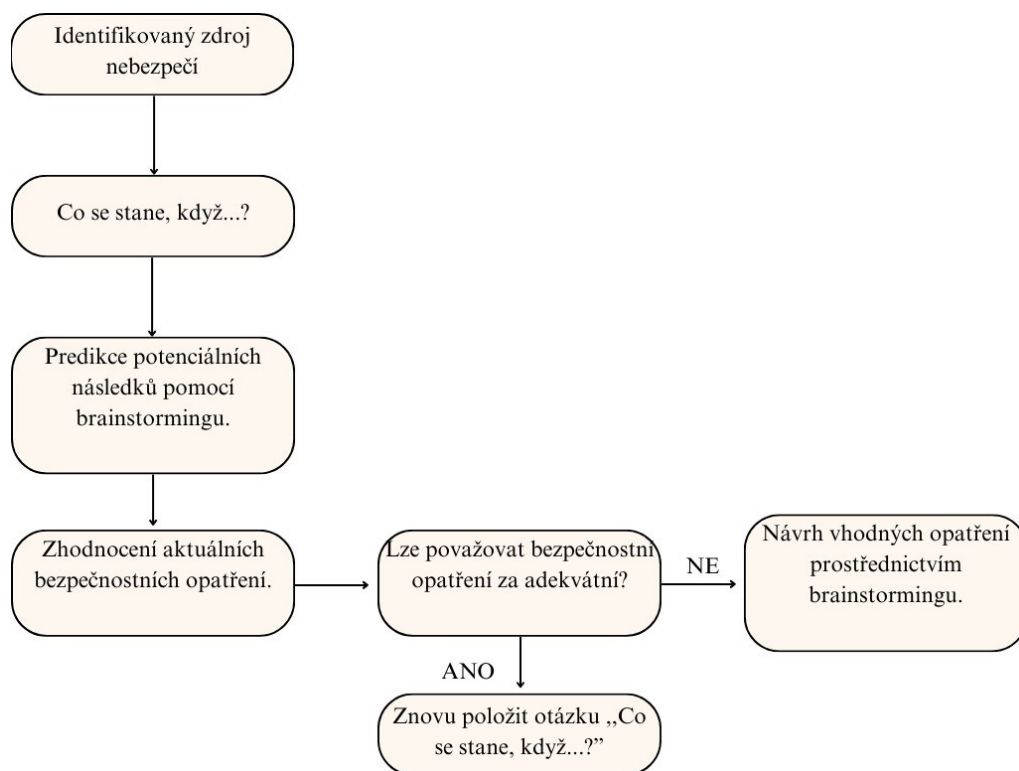 Identifikovaný zdroj
nebezpečí
Co se stane, když...?
Predikce potenciálních
následků pomocí
brainstormingu.
Zhodnocení aktuálních
bezpečnostních opatření.
Lze považovat bezpečnostní
opatření za adekvátní?
NE
Návrh vhodných opatření
prostřednictvím
brainstormingu.
ANO
Znovu položit otázku ,,Co
se stane, když...?”